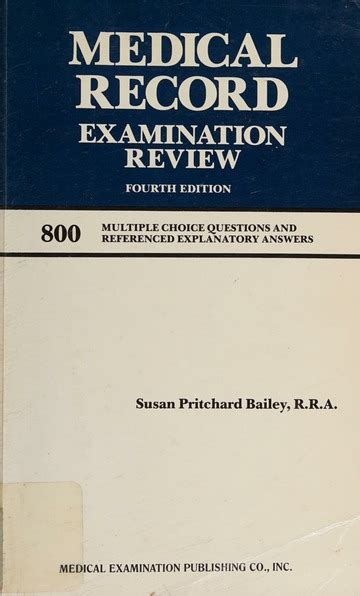 MEDICAL
RECORD
EXAMINATION
REVIEW
FOURTH EDITION
800 MULTIPLE CHOICE QUESTIONS AND
REFERENCED EXPLANATORY ANSWERS
Susan Pritchard Bailey, R.R.A.
MEDICAL EXAMINATION PUBLISHING CO., INC.